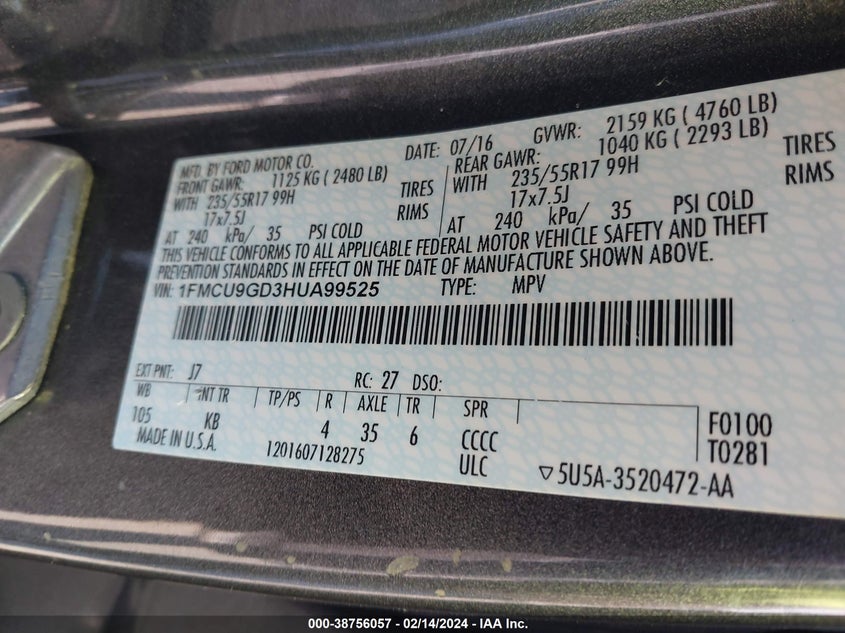 MFD. BY FORD MOTOR CO. DATE: 07/16 GVWR: 2159 KG ( 4760 LB)
FRONT GAWR: 1125 KG ( 2480 LB) REAR GAWR: 1040 KG ( 2293 LB)
WITH 235/55R17 99H TIRES WITH 235/55R17 99H TIRES
17x7.5J RIMS 17x7.5J RIMS
AT 240 kPa/ 35 PSI COLD AT 240 kPa/ 35 PSI COLD
THIS VEHICLE CONFORMS TO ALL APPLICABLE FEDERAL MOTOR VEHICLE SAFETY AND THEFT
PREVENTION STANDARDS IN EFFECT ON THE DATE OF MANUFACTURE SHOWN ABOVE.
VIN: 1FMCU9GD3HUA99525 TYPE: MPV
EXT PNT: J7 RC: 27 DSO:
WB INT TR TP/PS R AXLE TR SPR
105 KB 4 35 6 CCCC F0100
MADE IN U.S.A. 1201607128275 ULC T0281
▽5U5A-3520472-AA
000-38756057 - 02/14/2024 - IAA Inc.